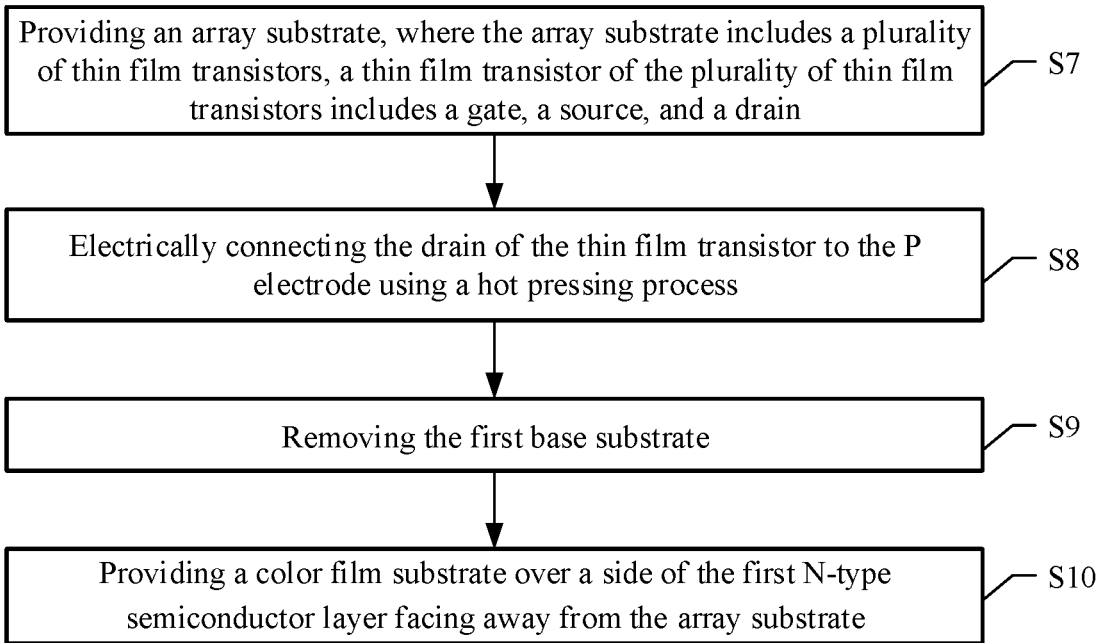 Providing an array substrate, where the array substrate includes a plurality
of thin film transistors, a thin film transistor of the plurality of thin film
transistors includes a gate, a source, and a drain
S7
Electrically connecting the drain of the thin film transistor to the P
electrode using a hot pressing process
S8
Removing the first base substrate
S9
Providing a color film substrate over a side of the first N-type
semiconductor layer facing away from the array substrate
S10